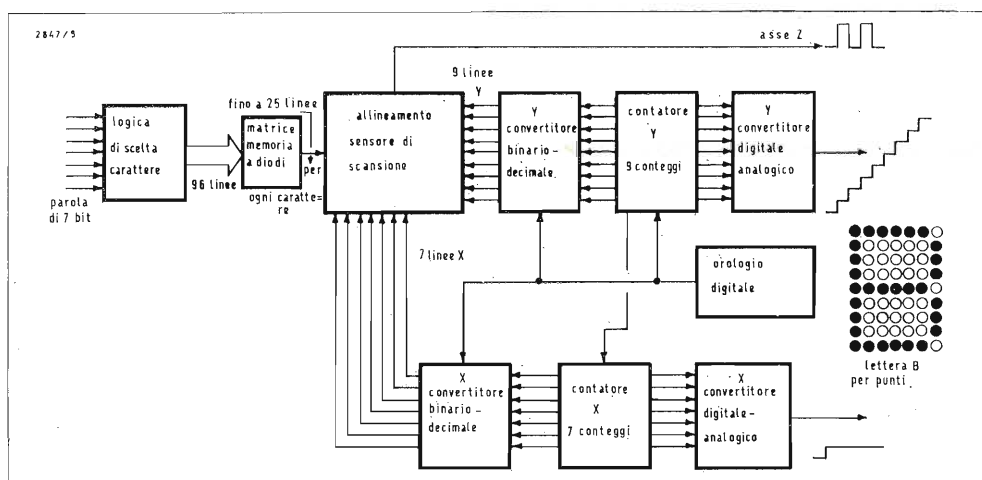 2847/9
asse Z
9 linee
Y
fino a 25 linee
logica
di scelta
carattere
matrice
memoria
a diodi
per
allineamento
sensore di
scansione
Y
convertitore
binario-
decimale
contatore
Y
9 conteggi
Y
convertitore
digitale
analogico
96 linee
ogni caratte=
re
parola
di 7 bit
7 linee X
orologio
digitale
lettera B
per punti
X
convertitore
binario-
decimale
contatore
X
7 conteggi
X
convertitore
digitale-
analogico